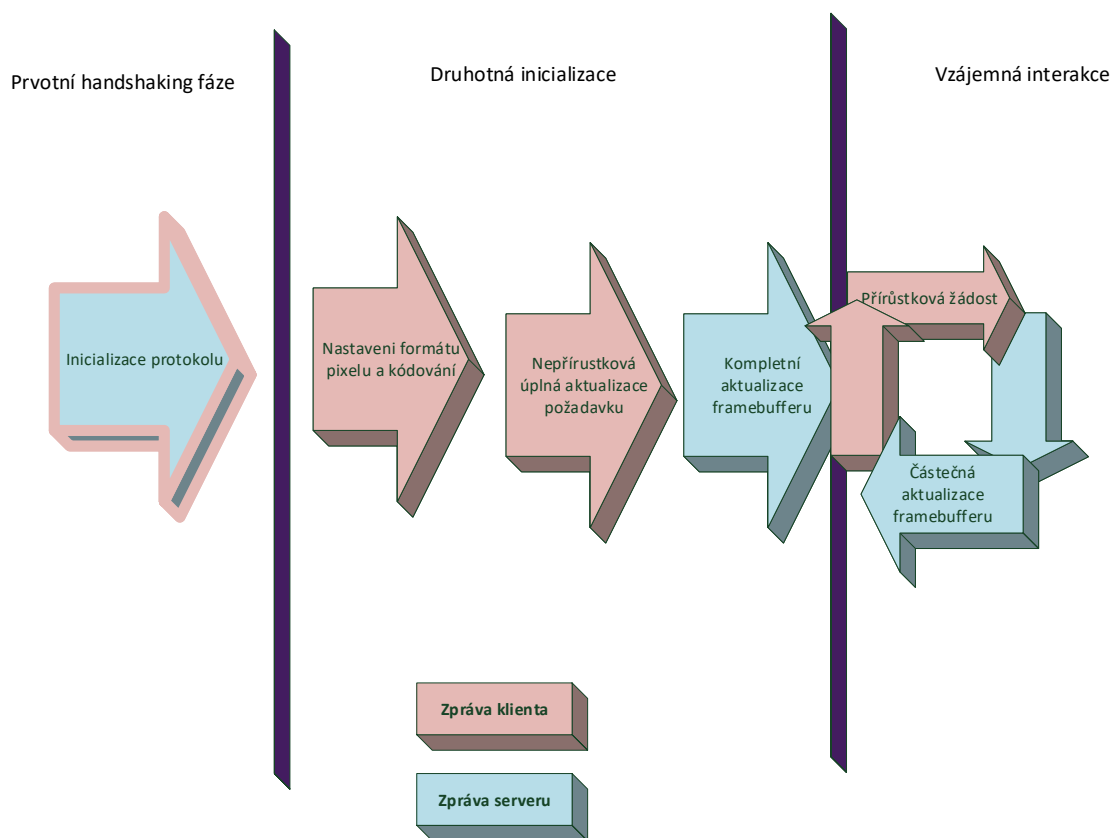 Prvotní handshaking fáze
Druhotná inicializace
Vzájemná interakce
Inicializace protokolu
Nastaveni formátu
pixelu a kódování
Nepřírustková
úplná aktualizace
požadavku
Kompletní
aktualizace
framebufferu
Přírůstková žádost
Částečná
aktualizace
framebufferu
Zpráva klienta
Zpráva serveru